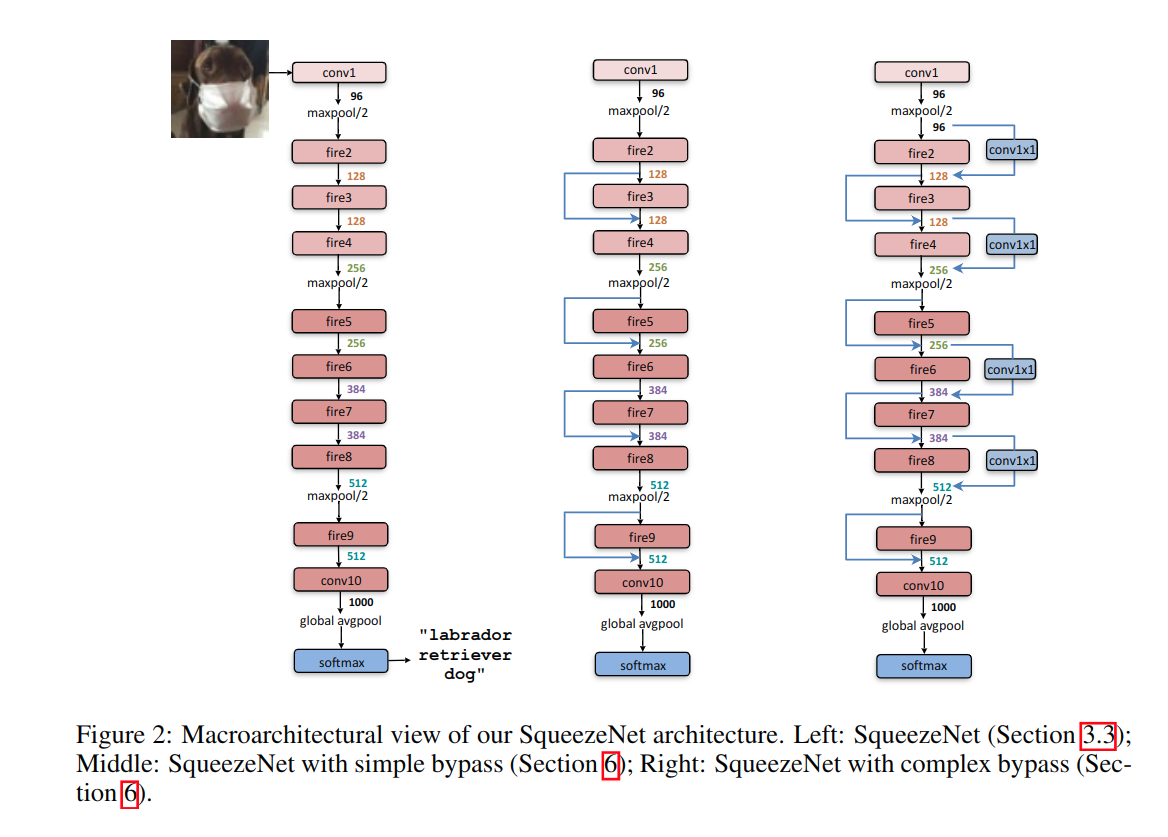 conv1
96
maxpool/2
fire2
128
fire3
128
fire4
256
maxpool/2
fire5
256
fire6
384
fire7
384
fire8
512
maxpool/2
fire9
512
conv10
1000
global avgpool
softmax
"labrador
retriever
dog"
conv1
96
maxpool/2
fire2
128
fire3
128
fire4
256
maxpool/2
fire5
256
fire6
384
fire7
384
fire8
512
maxpool/2
fire9
512
conv10
1000
global avgpool
softmax
conv1
96
maxpool/2
96
conv1x1
fire2
128
fire3
128
fire4
conv1x1
256
maxpool/2
fire5
256
fire6
conv1x1
384
fire7
384
fire8
conv1x1
512
maxpool/2
fire9
512
conv10
1000
global avgpool
softmax
Figure 2: Macroarchitectural view of our SqueezeNet architecture. Left: SqueezeNet (Section 3.3);
Middle: SqueezeNet with simple bypass (Section 6); Right: SqueezeNet with complex bypass (Sec-
tion 6).